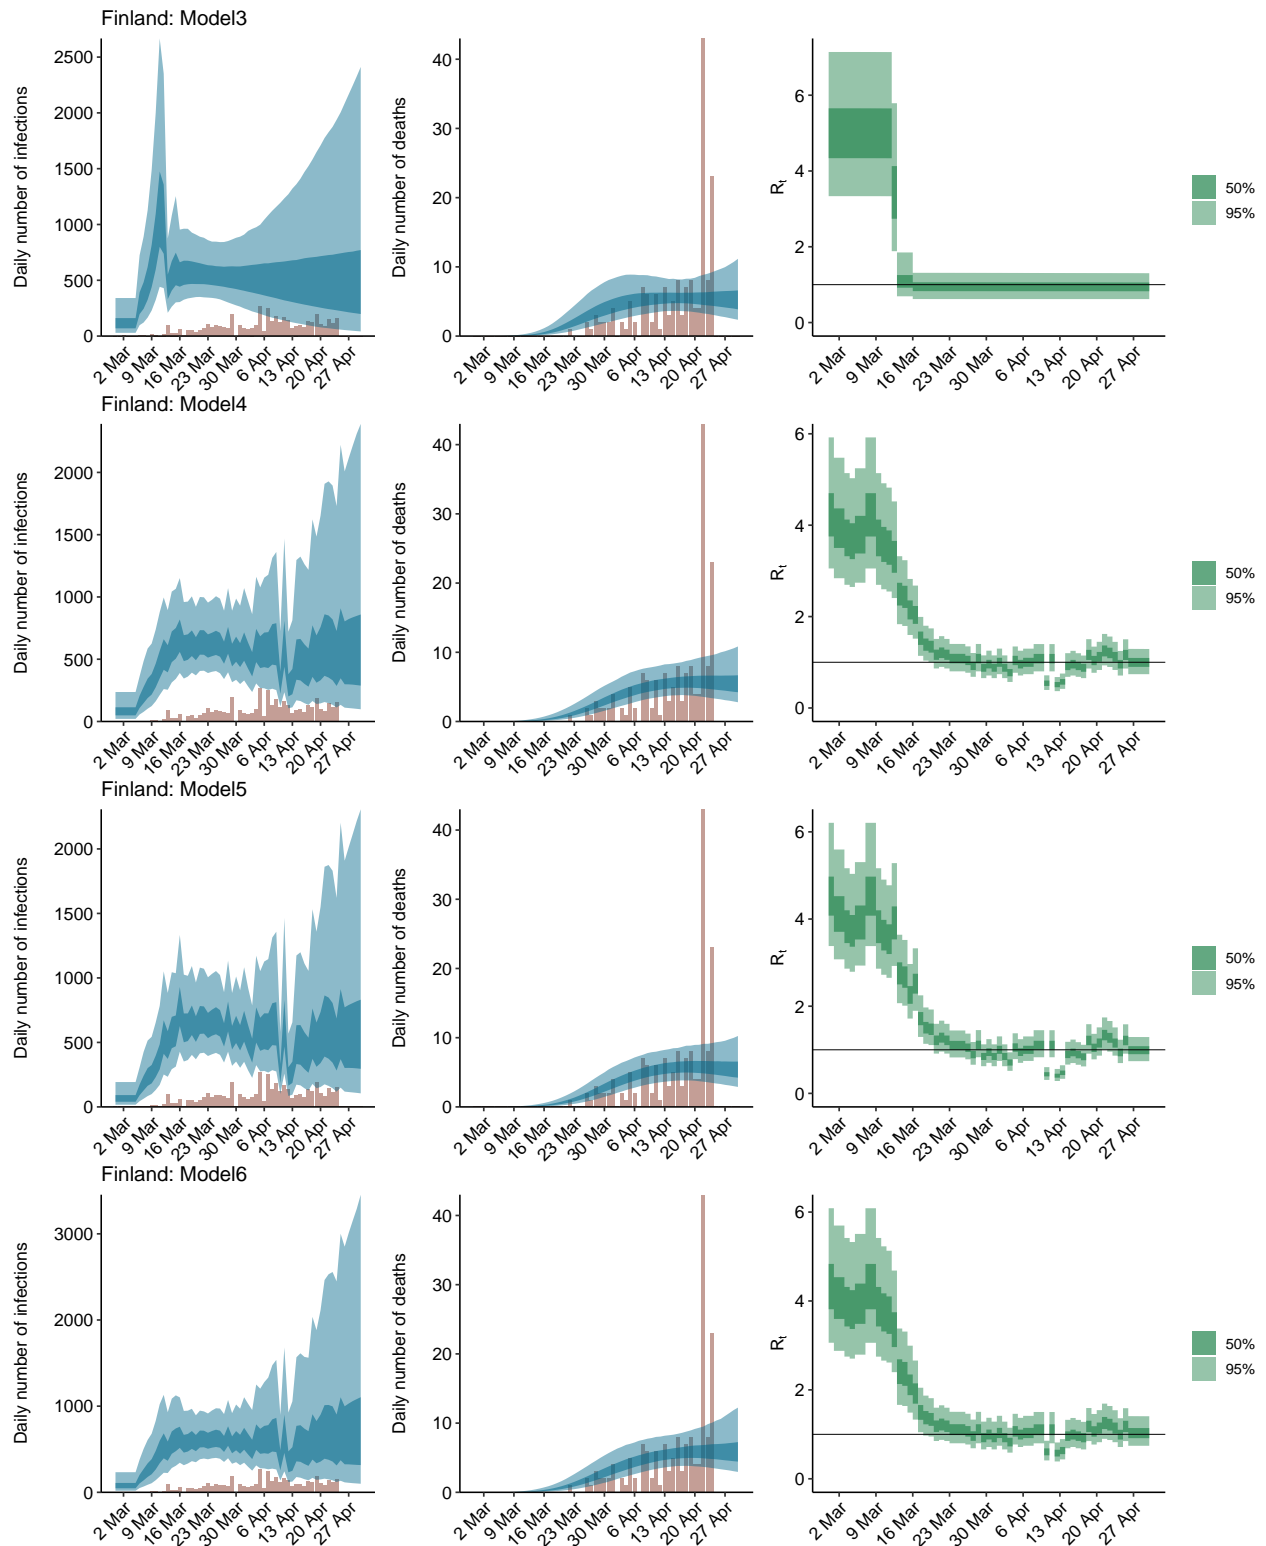 Finland: Model3
Daily number of infections
2500
2000
1500
1000
500
0
2 Mar
9 Mar
16 Mar
23 Mar
30 Mar
6 Apr
13 Apr
20 Apr
27 Apr
Daily number of deaths
40
30
20
10
0
2 Mar
9 Mar
16 Mar
23 Mar
30 Mar
6 Apr
13 Apr
20 Apr
27 Apr
Rt
6
4
2
0
2 Mar
9 Mar
16 Mar
23 Mar
30 Mar
6 Apr
13 Apr
20 Apr
27 Apr
50%
95%
Finland: Model4
Daily number of infections
2000
1500
1000
500
0
2 Mar
9 Mar
16 Mar
23 Mar
30 Mar
6 Apr
13 Apr
20 Apr
27 Apr
Daily number of deaths
40
30
20
10
0
2 Mar
9 Mar
16 Mar
23 Mar
30 Mar
6 Apr
13 Apr
20 Apr
27 Apr
Rt
6
4
2
0
2 Mar
9 Mar
16 Mar
23 Mar
30 Mar
6 Apr
13 Apr
20 Apr
27 Apr
50%
95%
Finland: Model5
Daily number of infections
2000
1500
1000
500
0
2 Mar
9 Mar
16 Mar
23 Mar
30 Mar
6 Apr
13 Apr
20 Apr
27 Apr
Daily number of deaths
40
30
20
10
0
2 Mar
9 Mar
16 Mar
23 Mar
30 Mar
6 Apr
13 Apr
20 Apr
27 Apr
Rt
6
4
2
0
2 Mar
9 Mar
16 Mar
23 Mar
30 Mar
6 Apr
13 Apr
20 Apr
27 Apr
50%
95%
Finland: Model6
Daily number of infections
3000
2000
1000
0
2 Mar
9 Mar
16 Mar
23 Mar
30 Mar
6 Apr
13 Apr
20 Apr
27 Apr
Daily number of deaths
40
30
20
10
0
2 Mar
9 Mar
16 Mar
23 Mar
30 Mar
6 Apr
13 Apr
20 Apr
27 Apr
Rt
6
4
2
0
2 Mar
9 Mar
16 Mar
23 Mar
30 Mar
6 Apr
13 Apr
20 Apr
27 Apr
50%
95%